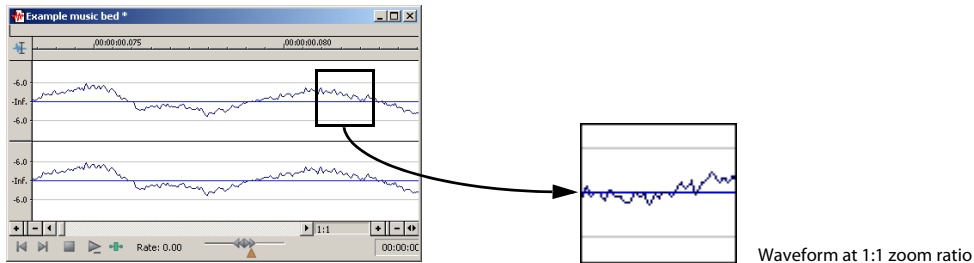 Example music bed *
00:00:00.075 00:00:00.080
-6.0
-Inf.
-6.0
-6.0
-Inf.
-6.0
1:1
Rate: 0.00 00:00:00
Waveform at 1:1 zoom ratio